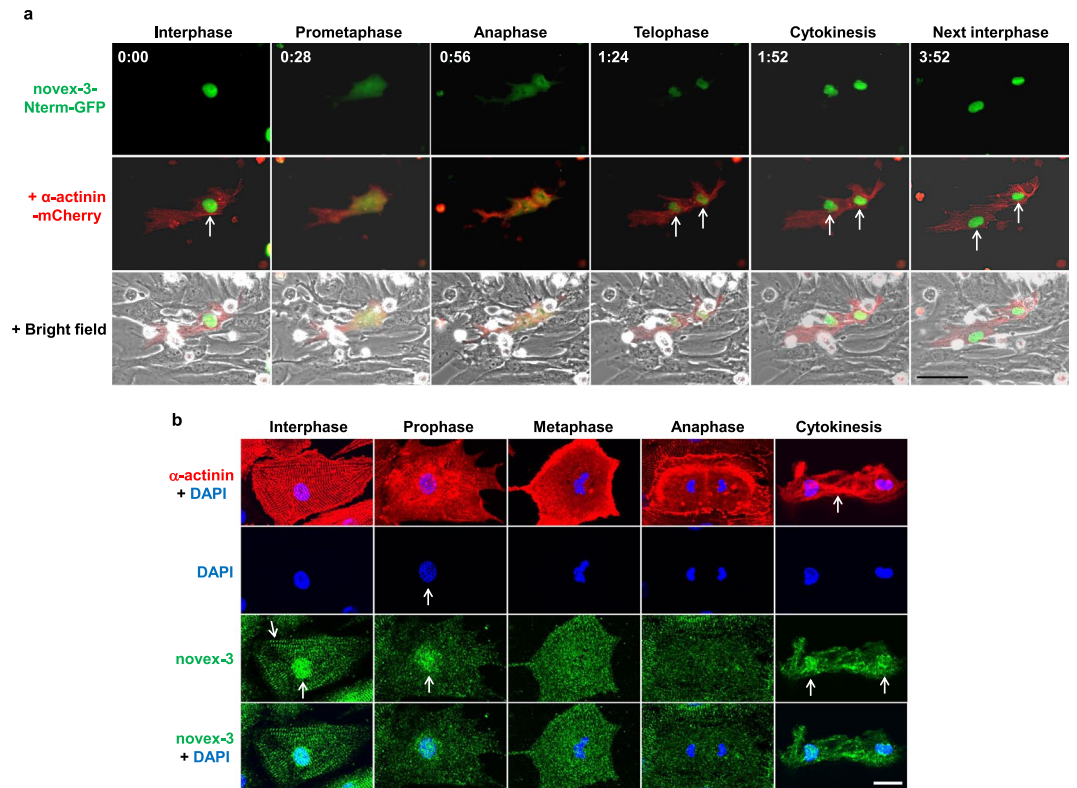 a
Interphase Prometaphase Anaphase Telophase Cytokinesis Next interphase
0:00 0:28 0:56 1:24 1:52 3:52
novex-3-
Nterm-GFP
+ α-actinin
-mCherry
+ Bright field
b
Interphase Prophase Metaphase Anaphase Cytokinesis
α-actinin
+ DAPI
DAPI
novex-3
novex-3
+ DAPI